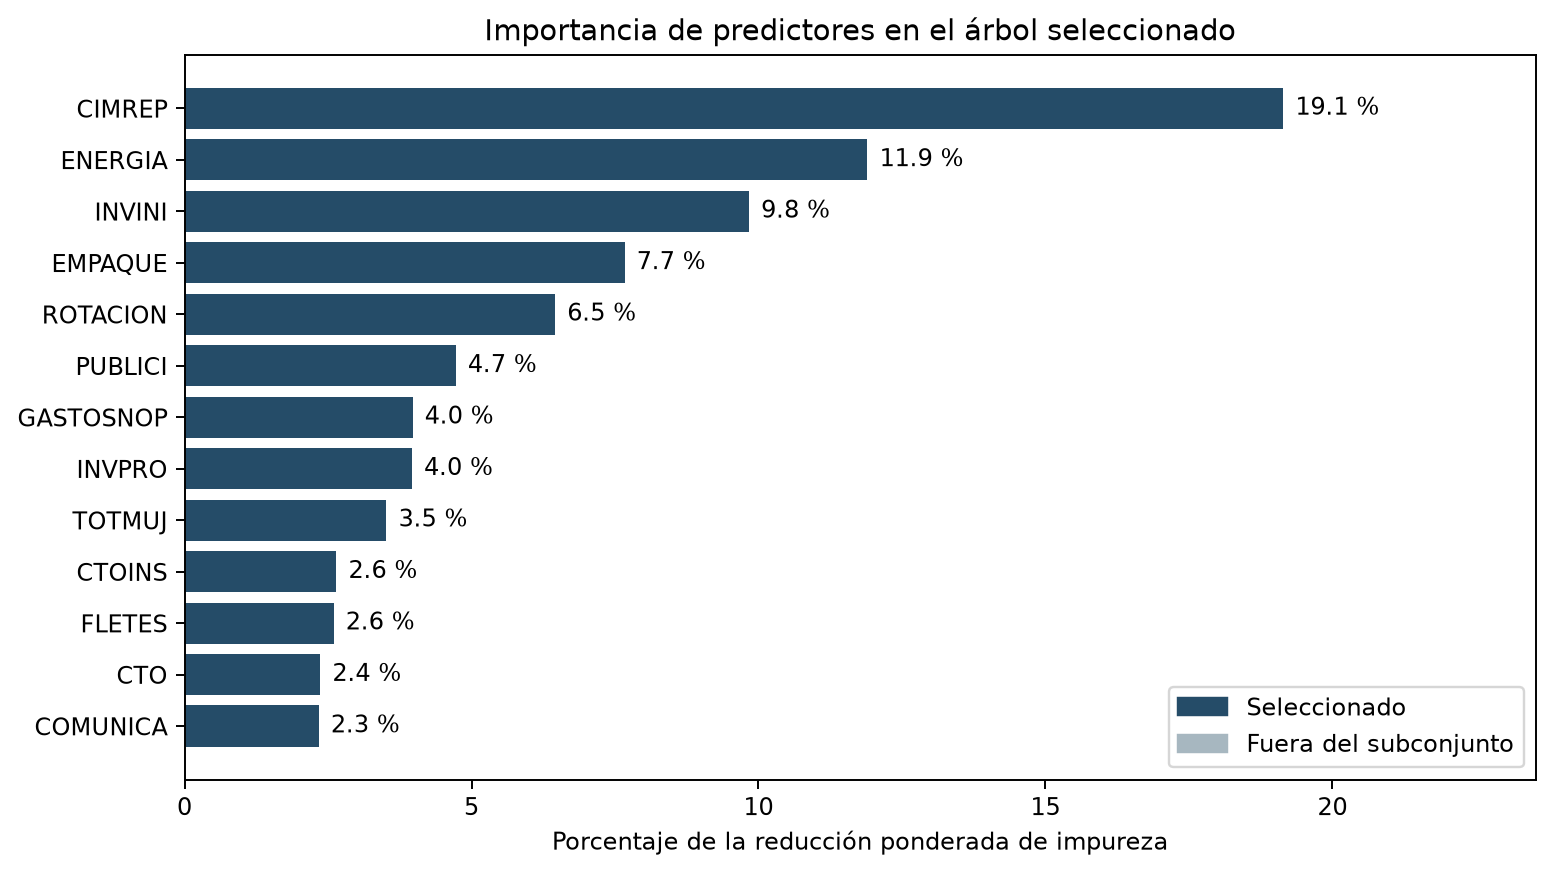 Importancia de predictores en el árbol seleccionado
CIMREP 19.1 %
ENERGIA 11.9 %
INVINI 9.8 %
EMPAQUE 7.7 %
ROTACION 6.5 %
PUBLICI 4.7 %
GASTOSNOP 4.0 %
INVPRO 4.0 %
TOTMUJ 3.5 %
CTOINS 2.6 %
FLETES 2.6 %
CTO 2.4 %
COMUNICA 2.3 %
Seleccionado
Fuera del subconjunto
0 5 10 15 20
Porcentaje de la reducción ponderada de impureza